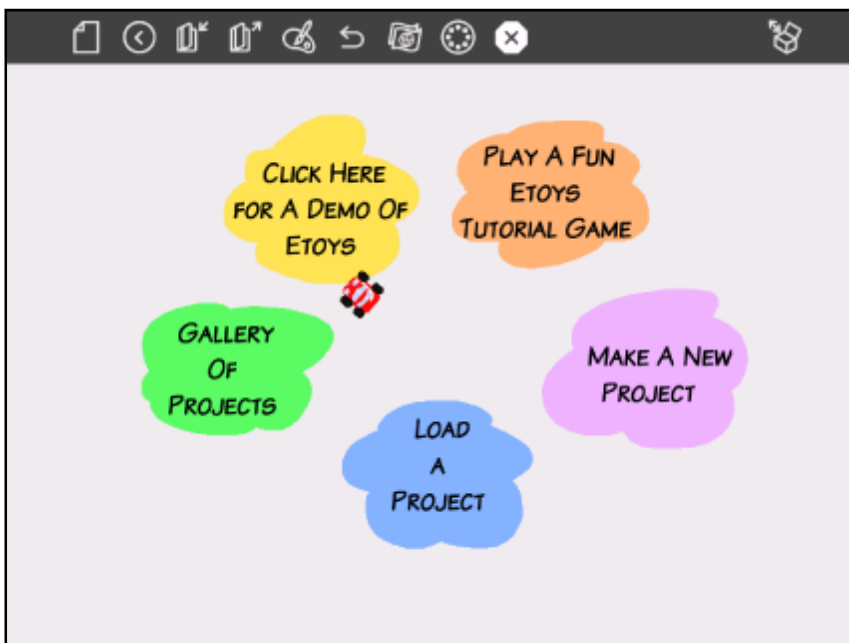 Click Here
for A Demo Of
Etoys
Play A Fun
Etoys
Tutorial Game
Gallery
Of
Projects
Make A New
Project
Load
a
Project